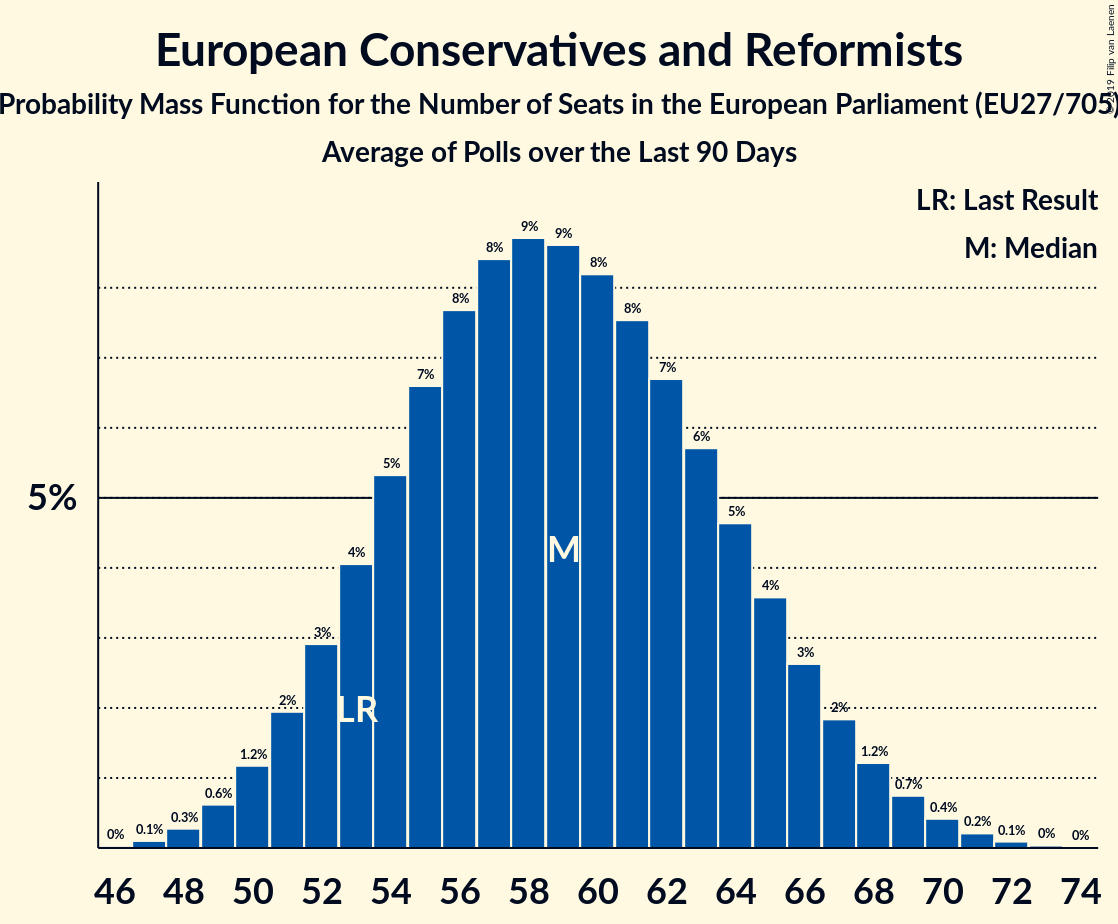 European Conservatives and Reformists
Probability Mass Function for the Number of Seats in the European Parliament (EU27/705)
Average of Polls over the Last 90 Days
© 2019 Filip van Laenen
LR: Last Result
M: Median
5%
0% 0.1% 0.3% 0.6% 1.2% 2% 3% 4% 5% 7% 8% 8% 9% 9% 8% 8% 7% 6% 5% 4% 3% 2% 1.2% 0.7% 0.4% 0.2% 0.1% 0% 0%
LR
M
46 48 50 52 54 56 58 60 62 64 66 68 70 72 74